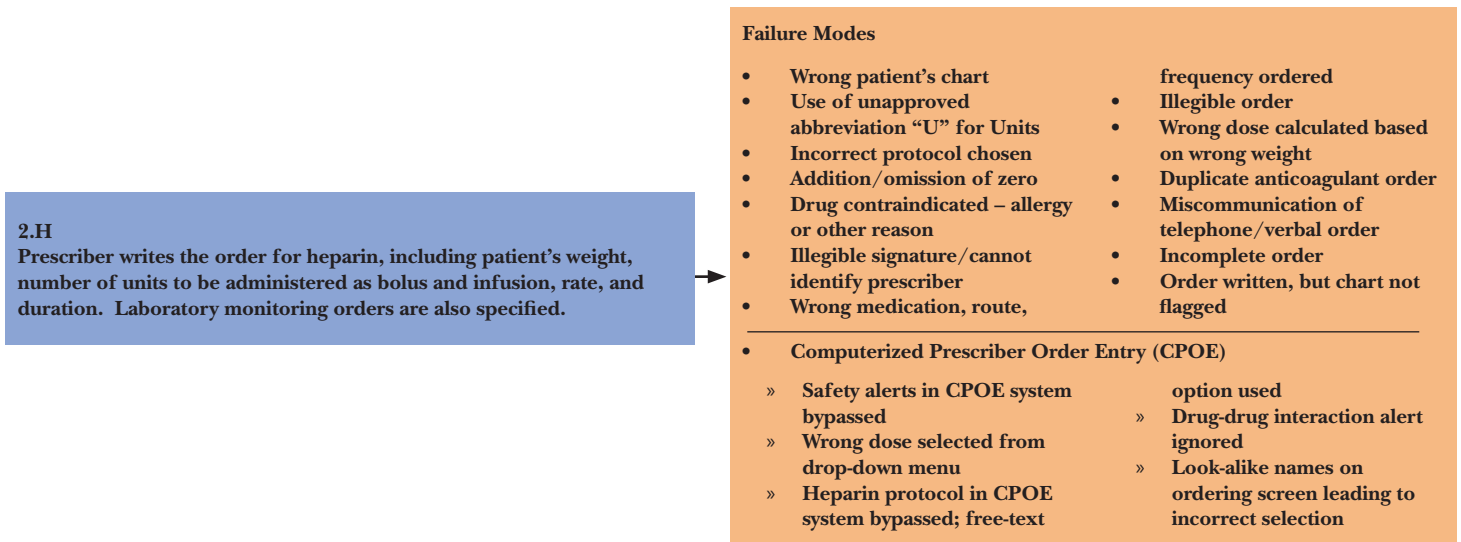 2.H
Prescriber writes the order for heparin, including patient's weight,
number of units to be administered as bolus and infusion, rate, and
duration.  Laboratory monitoring orders are also specified.
Failure Modes
• Wrong patient's chart
• Use of unapproved
abbreviation “U” for Units
• Incorrect protocol chosen
• Addition/omission of zero
• Drug contraindicated – allergy
or other reason
• Illegible signature/cannot
identify prescriber
• Wrong medication, route,
frequency ordered
• Illegible order
• Wrong dose calculated based
on wrong weight
• Duplicate anticoagulant order
• Miscommunication of
telephone/verbal order
• Incomplete order
• Order written, but chart not
flagged
• Computerized Prescriber Order Entry (CPOE)
» Safety alerts in CPOE system
bypassed
» Wrong dose selected from
drop-down menu
» Heparin protocol in CPOE
system bypassed; free-text
option used
» Drug-drug interaction alert
ignored
» Look-alike names on
ordering screen leading to
incorrect selection